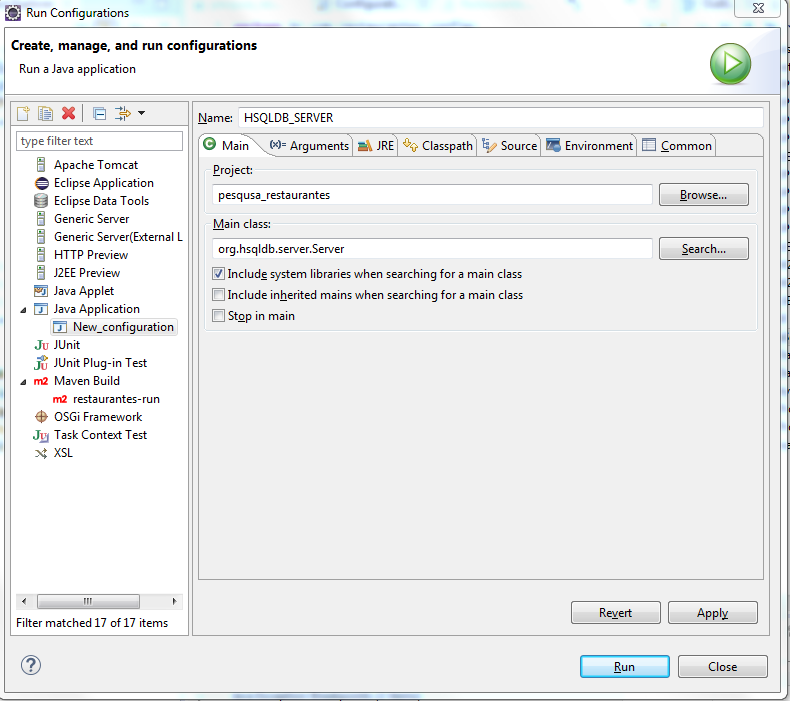 Run Configurations
Create, manage, and run configurations
Run a Java application
type filter text
Apache Tomcat
Eclipse Application
Eclipse Data Tools
Generic Server
Generic Server(External L
HTTP Preview
J2EE Preview
Java Applet
Java Application
New_configuration
JUnit
JUnit Plug-in Test
m2 Maven Build
m2 restaurantes-run
OSGi Framework
Task Context Test
XSL
Filter matched 17 of 17 items
Name: HSQLDB_SERVER
Main (x)= Arguments JRE Classpath Source Environment Common
Project:
pesqusa_restaurantes Browse...
Main class:
org.hsqldb.server.Server Search...
Include system libraries when searching for a main class
Include inherited mains when searching for a main class
Stop in main
Revert Apply
Run Close